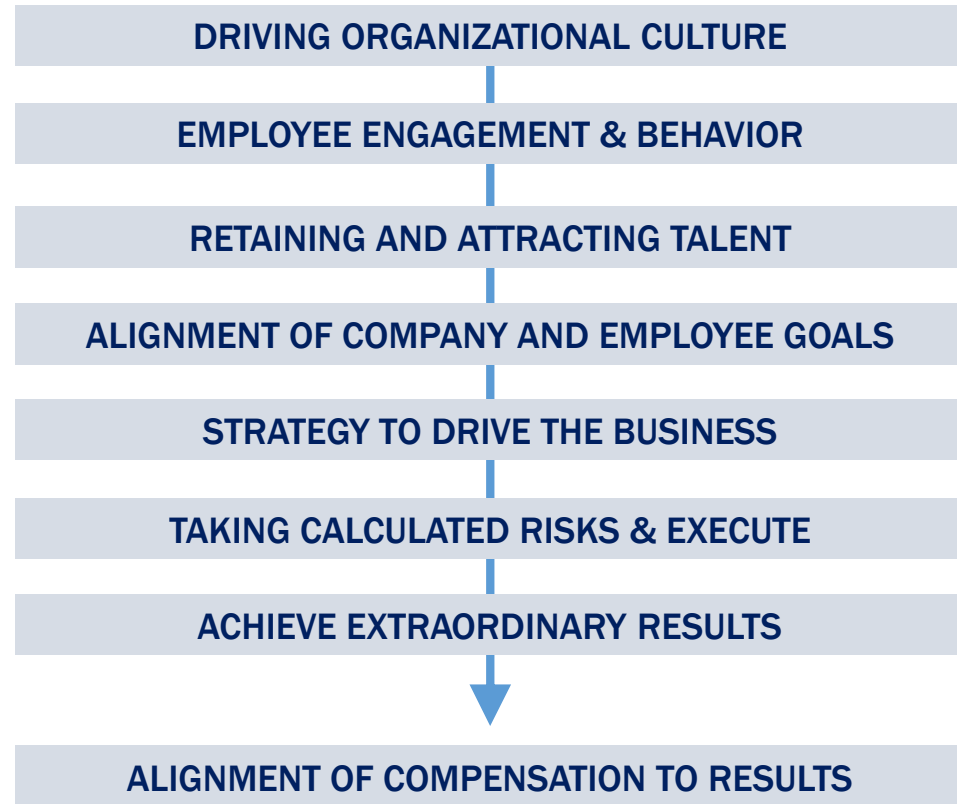 DRIVING ORGANIZATIONAL CULTURE
EMPLOYEE ENGAGEMENT & BEHAVIOR
RETAINING AND ATTRACTING TALENT
ALIGNMENT OF COMPANY AND EMPLOYEE GOALS
STRATEGY TO DRIVE THE BUSINESS
TAKING CALCULATED RISKS & EXECUTE
ACHIEVE EXTRAORDINARY RESULTS
ALIGNMENT OF COMPENSATION TO RESULTS